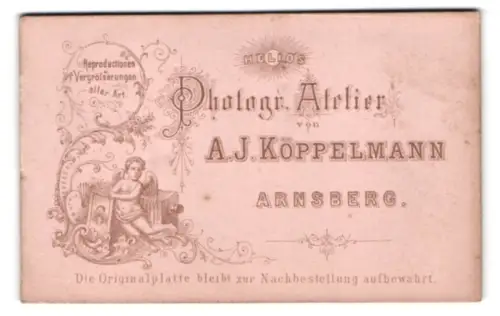 HELIOS
Reproductionen
Vergrößerungen
aller Art.
Photogr. Atelier
von
A.J. KÖPPELMANN
ARNSBERG.
Die Originalplatte bleibt zur Nachbestellung aufbewahrt.